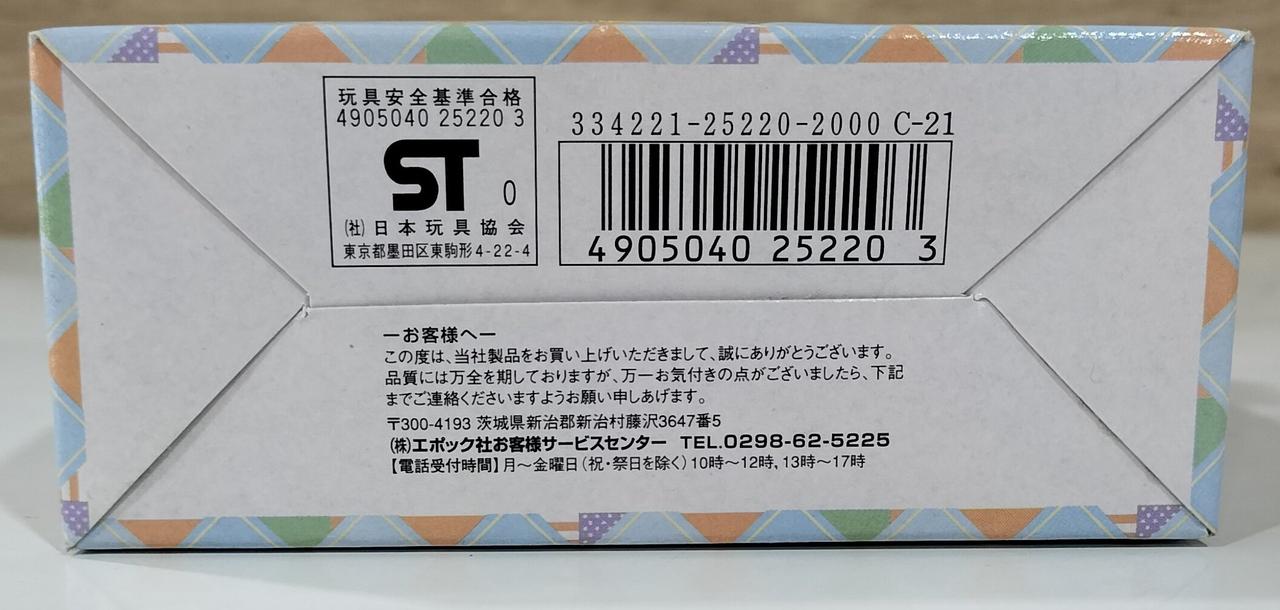 玩具安全基準合格
4905040 25220 3
ST 0
(社)日本玩具協会
東京都墨田区東駒形4-22-4
334221-25220-2000 C-21
4905040 25220 3
—お客様へ—
この度は、当社製品をお買い上げいただきまして、誠にありがとうございます。
品質には万全を期しておりますが、万一お気付きの点がございましたら、下記
までご連絡くださいますようお願い申しあげます。
〒300-4193 茨城県新治郡新治村藤沢3647番5
(株)エポック社お客様サービスセンター TEL.0298-62-5225
【電話受付時間】月〜金曜日(祝・祭日を除く)10時〜12時,13時〜17時